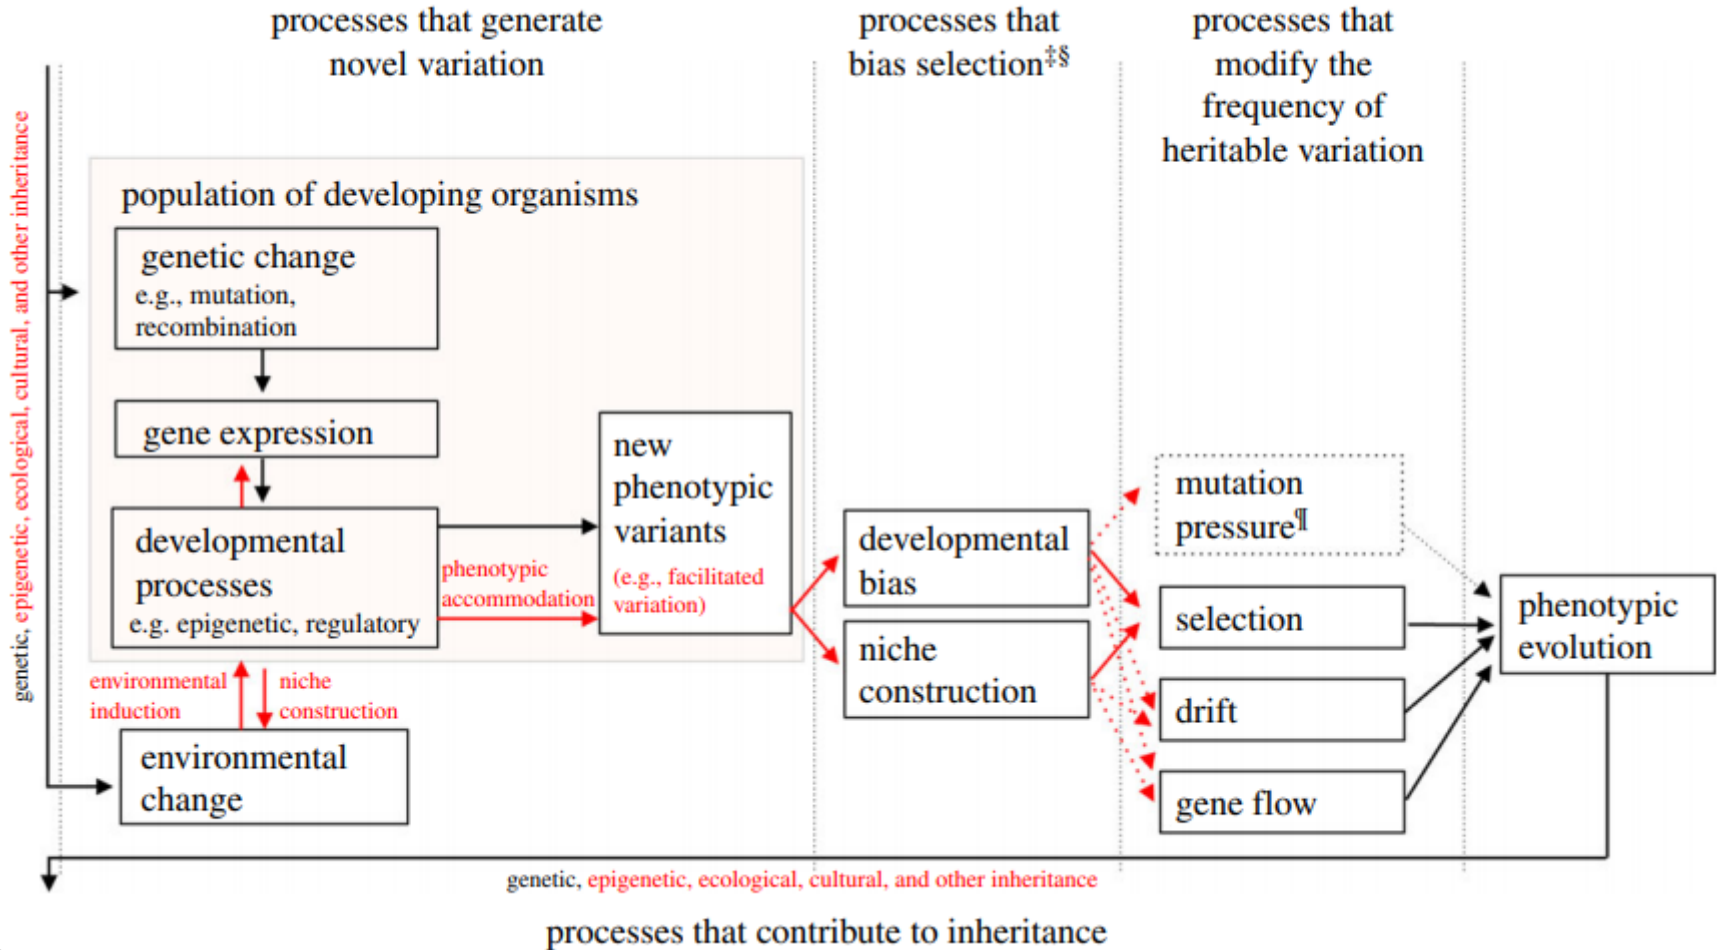 processes that generate
novel variation
processes that
bias selection‡§
processes that
modify the
frequency of
heritable variation
genetic, epigenetic, ecological, cultural, and other inheritance
population of developing organisms
genetic change
e.g., mutation,
recombination
gene expression
developmental
processes
e.g. epigenetic, regulatory
phenotypic
accommodation
new
phenotypic
variants
(e.g., facilitated
variation)
environmental
induction
niche
construction
environmental
change
developmental
bias
niche
construction
mutation
pressure¶
selection
drift
gene flow
phenotypic
evolution
genetic, epigenetic, ecological, cultural, and other inheritance
processes that contribute to inheritance